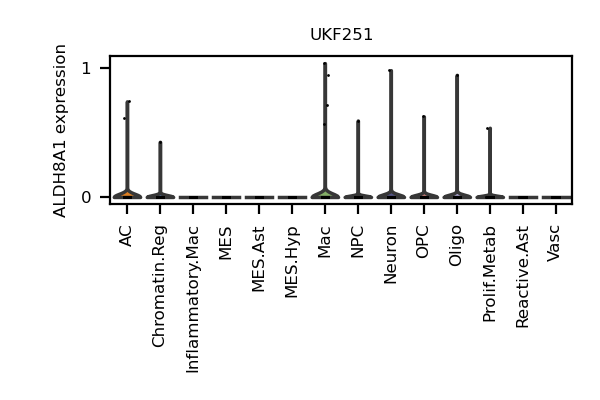 UKF251
ALDH8A1 expression
1
0
AC
Chromatin.Reg
Inflammatory.Mac
MES
MES.Ast
MES.Hyp
Mac
NPC
Neuron
OPC
Oligo
Prolif.Metab
Reactive.Ast
Vasc